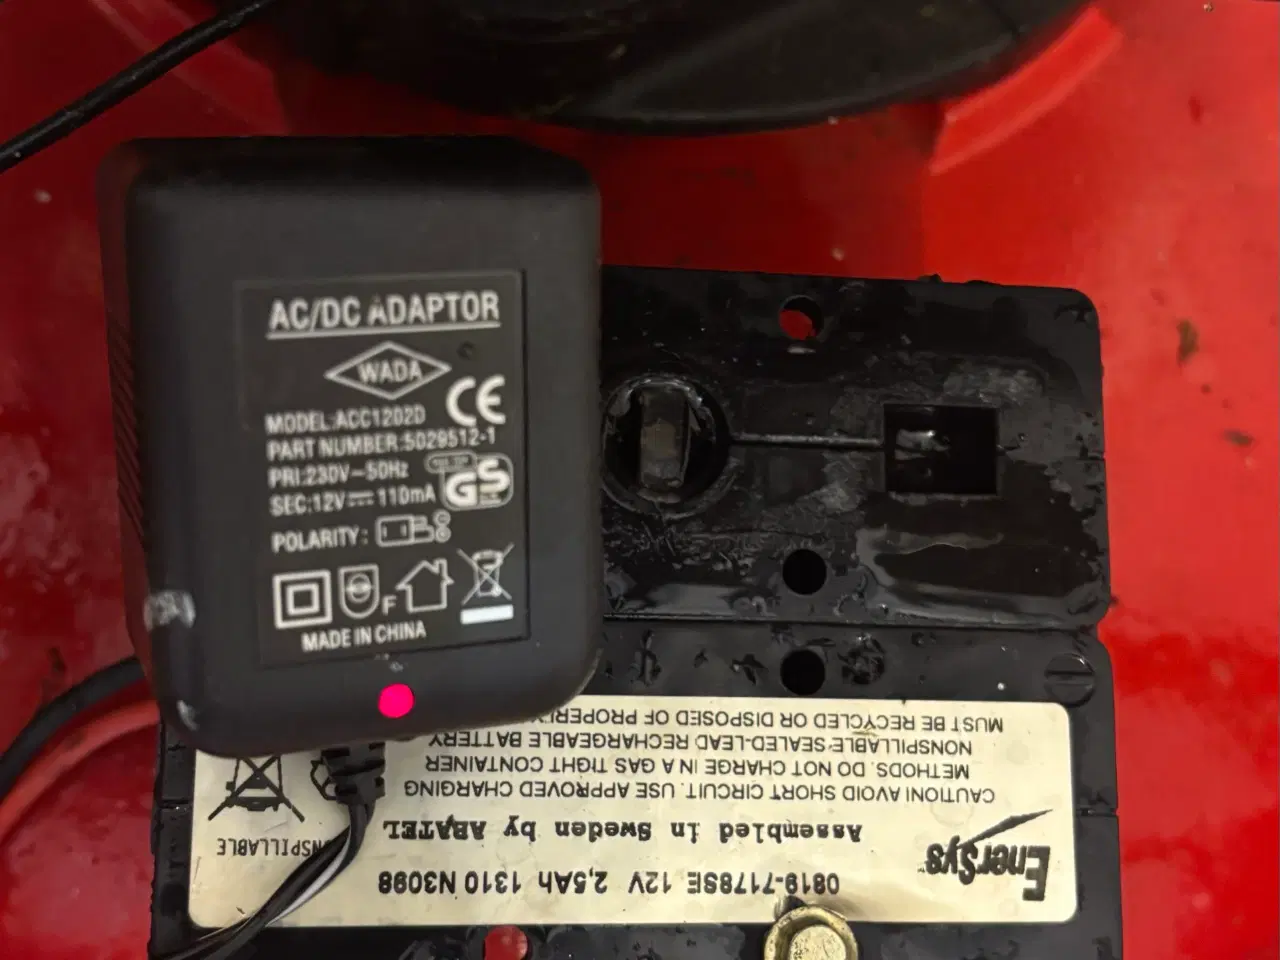 AC/DC ADAPTOR
WADA
CE
MODEL:ACC1202D
PART NUMBER:5029512-1
PRI:230V~50Hz
GS
SEC:12V⎓110mA
POLARITY:
F
MADE IN CHINA
EnerSys
0819-7178SE 12V 2,5Ah 1310 N3098
Assembled in Sweden by ABATEL
CAUTION! AVOID SHORT CIRCUIT. USE APPROVED CHARGING
METHODS. DO NOT CHARGE IN A GAS TIGHT CONTAINER
NONSPILLABLE SEALED-LEAD RECHARGEABLE BATTERY
MUST BE RECYCLED OR DISPOSED OF PROPERLY